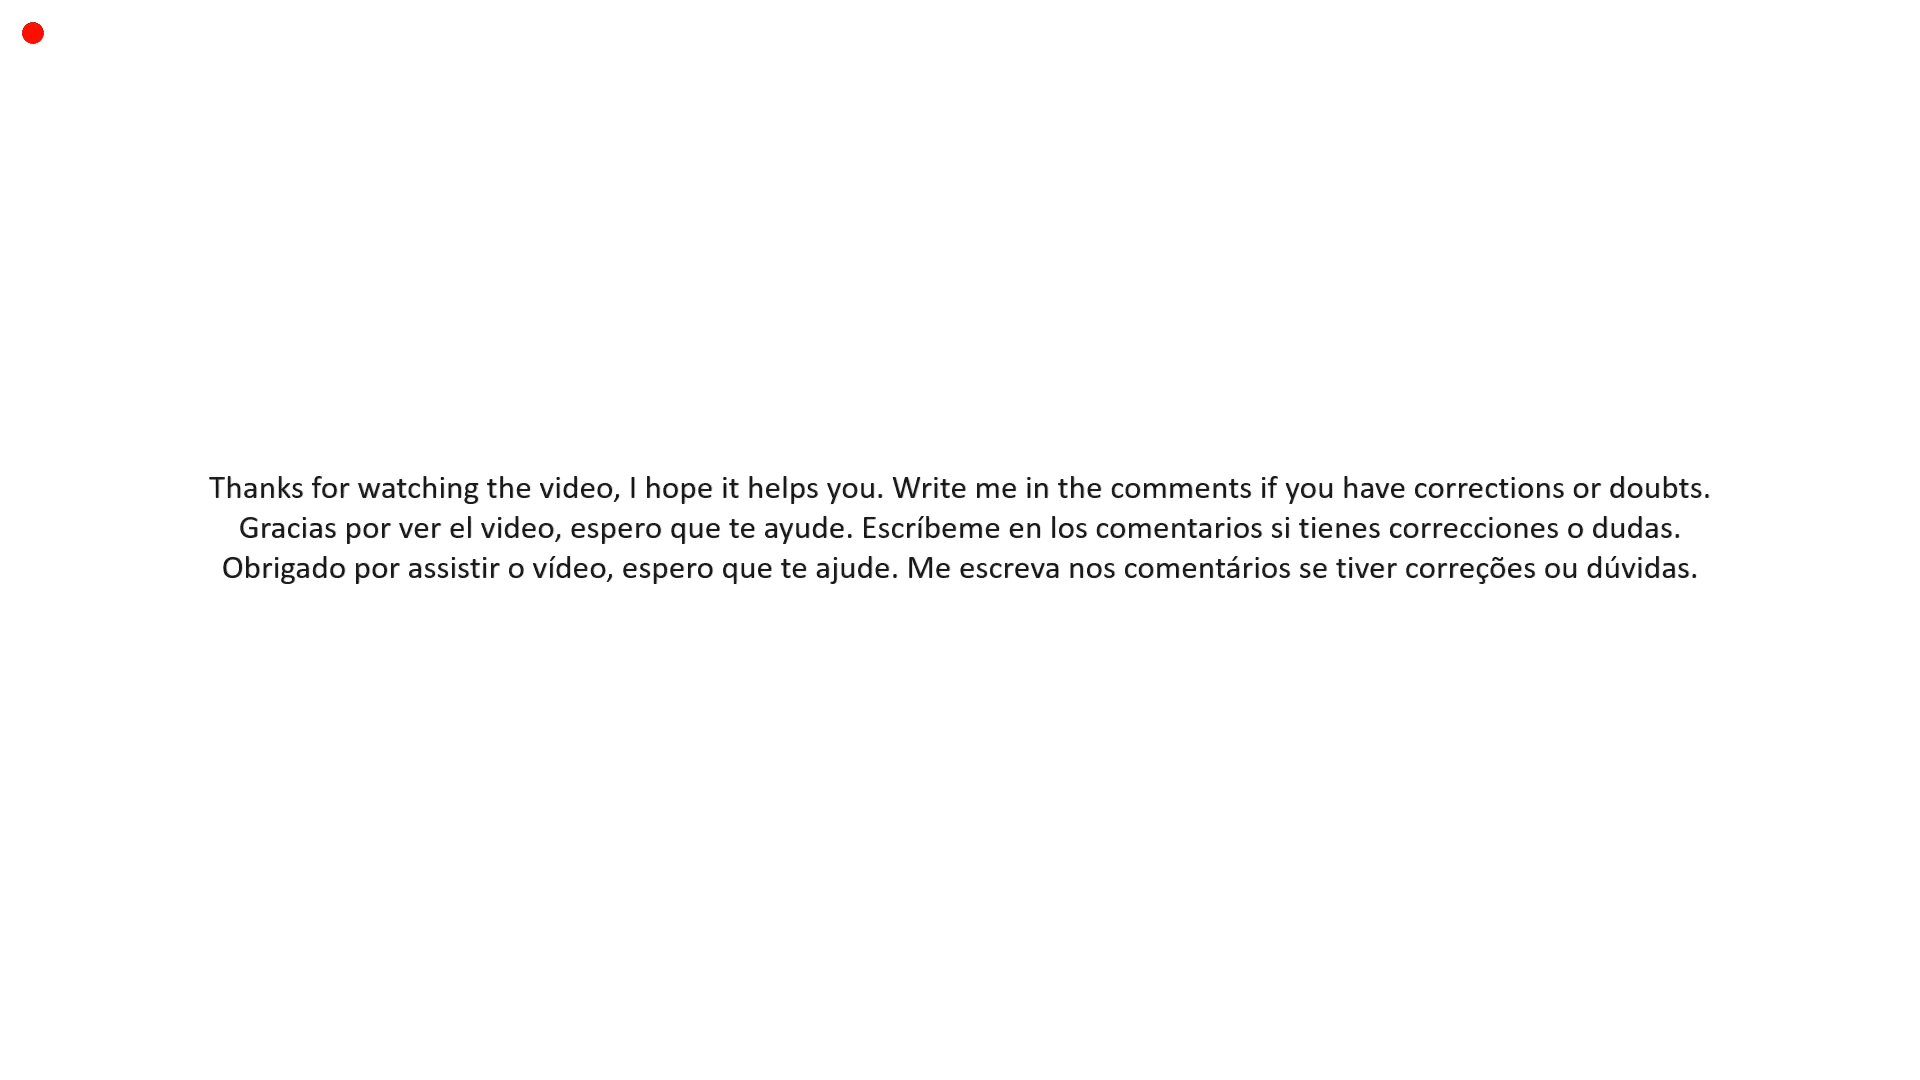 Thanks for watching the video, I hope it helps you. Write me in the comments if you have corrections or doubts.
Gracias por ver el video, espero que te ayude. Escríbeme en los comentarios si tienes correcciones o dudas.
Obrigado por assistir o vídeo, espero que te ajude. Me escreva nos comentários se tiver correções ou dúvidas.